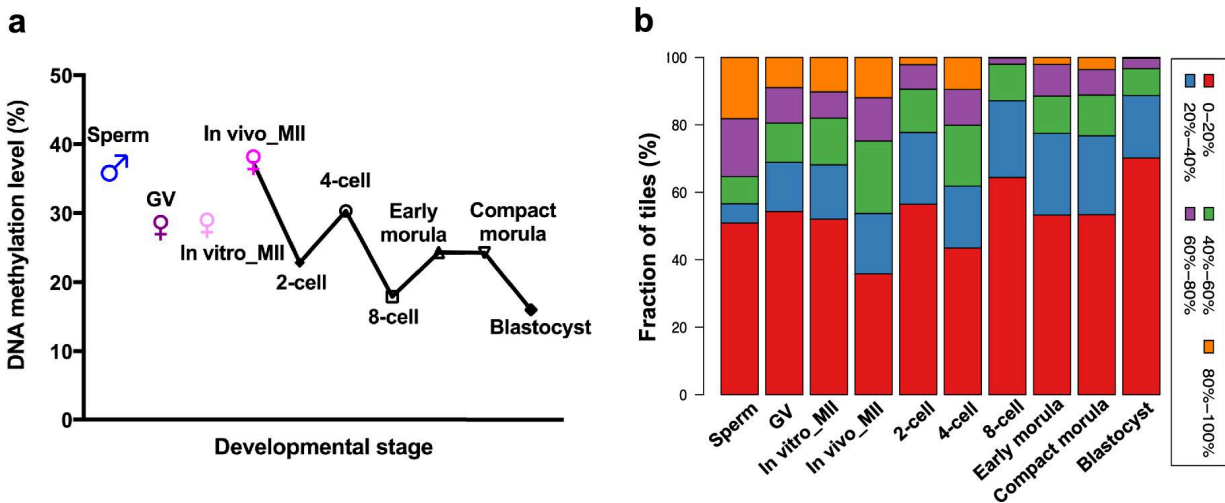 a
DNA methylation level (%)
50
40
30
20
10
0
Sperm
♂
GV
♀
♀
In vitro_MII
In vivo_MII
♀
2-cell
4-cell
8-cell
Early
morula
Compact
morula
Blastocyst
Developmental stage
b
Fraction of tiles (%)
100
80
60
40
20
0
Sperm
GV
In vitro_MII
In vivo_MII
2-cell
4-cell
8-cell
Early morula
Compact morula
Blastocyst
0–20%
20%–40%
40%–60%
60%–80%
80%–100%